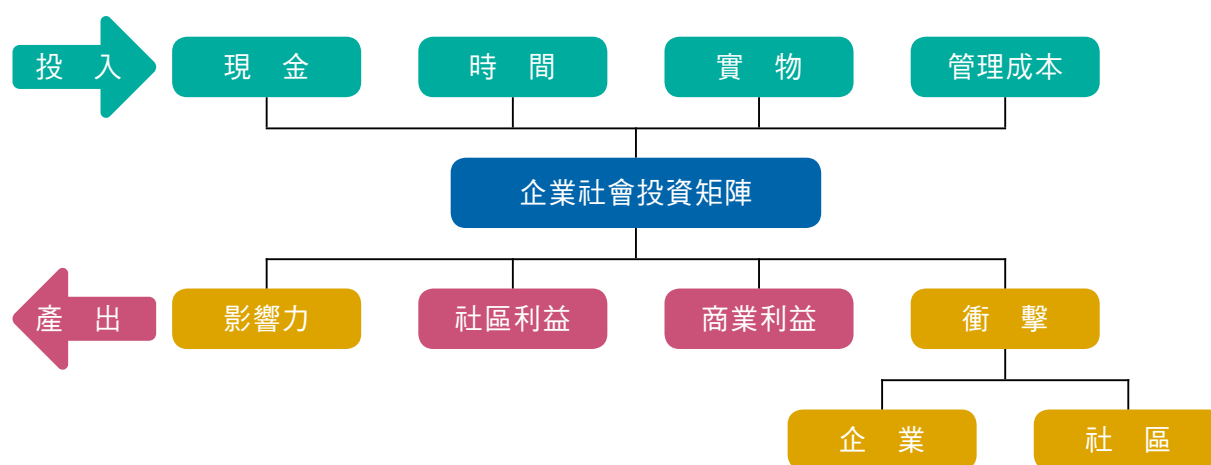 投 入 現 金 時 間 實 物 管理成本
企業社會投資矩陣
產 出 影響力 社區利益 商業利益 衝 擊
企 業 社 區